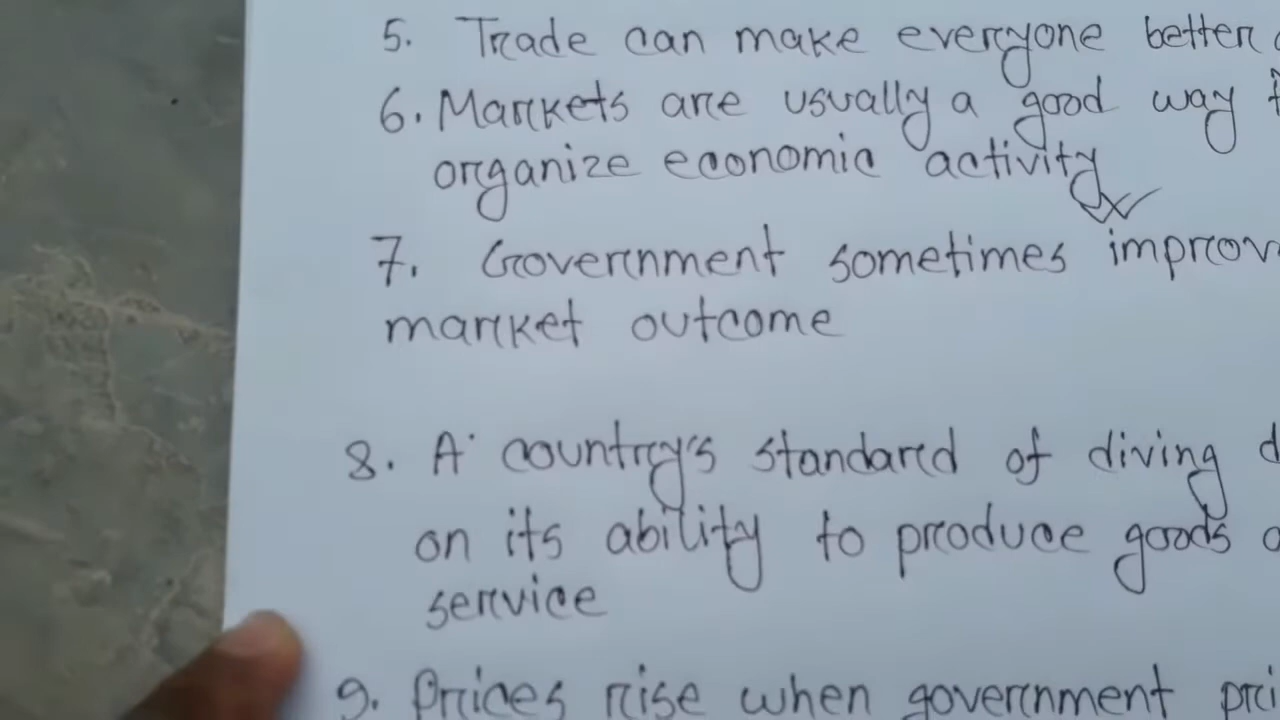 5. Trade can make everyone better
6. Markets are usually a good way
organize economic activity
7. Government sometimes improv
market outcome
8. A country's standard of diving d
on its ability to produce goods
service
9. Prices rise when government pri